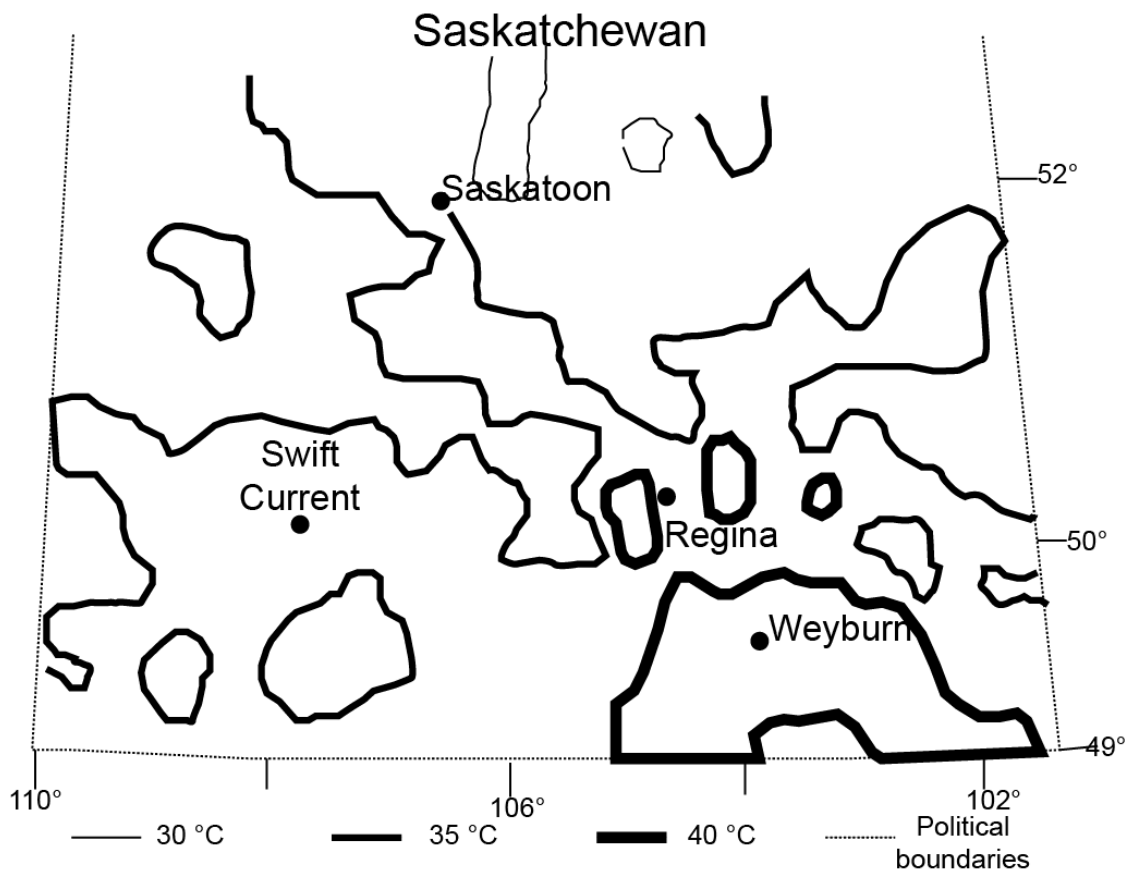 Saskatchewan
52°
Saskatoon
Swift
Current
Regina
50°
Weyburn
49°
110°
106°
102°
30 °C
35 °C
40 °C
Political
boundaries